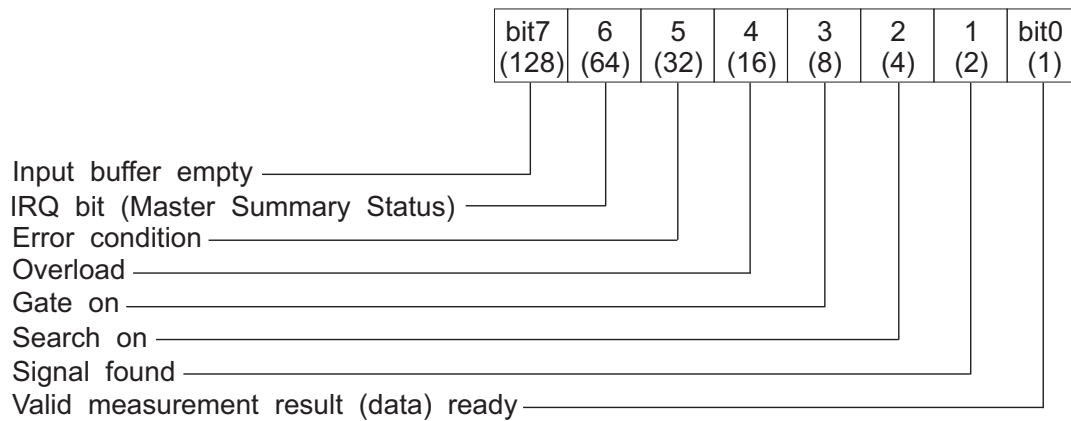 bit7 6 5 4 3 2 1 bit0
(128) (64) (32) (16) (8) (4) (2) (1)
Input buffer empty
IRQ bit (Master Summary Status)
Error condition
Overload
Gate on
Search on
Signal found
Valid measurement result (data) ready